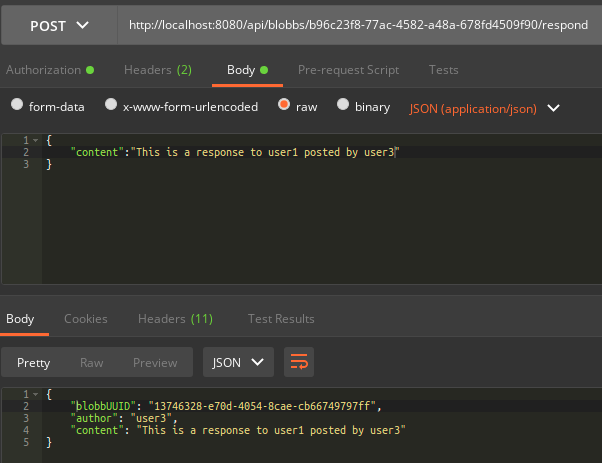 POST http://localhost:8080/api/blobbs/b96c23f8-77ac-4582-a48a-678fd4509f90/respond
Authorization Headers (2) Body Pre-request Script Tests
form-data x-www-form-urlencoded raw binary JSON (application/json)
1 {
2 "content":"This is a response to user1 posted by user3"
3 }
Body Cookies Headers (11) Test Results
Pretty Raw Preview JSON
1 {
2 "blobbUUID": "13746328-e70d-4054-8cae-cb66749797ff",
3 "author": "user3",
4 "content": "This is a response to user1 posted by user3"
5 }